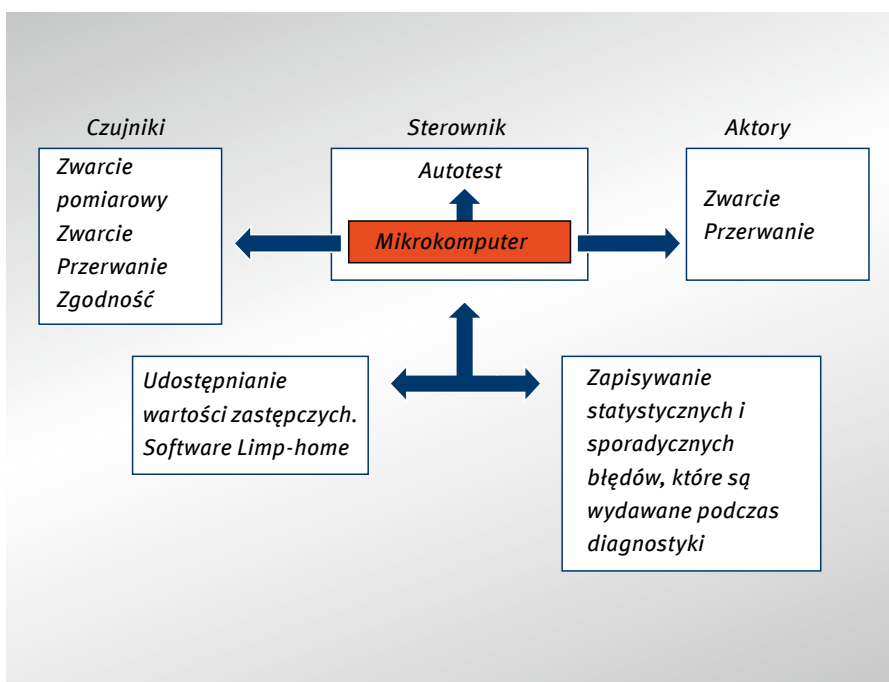 Czujniki
Zwarcie
pomiarowy
Zwarcie
Przerwanie
Zgodność
Sterownik
Autotest
Mikrokomputer
Aktory
Zwarcie
Przerwanie
Udostępnianie
wartości zastępczych.
Software Limp-home
Zapisywanie
statystycznych i
sporadycznych
błędów, które są
wydawane podczas
diagnostyki